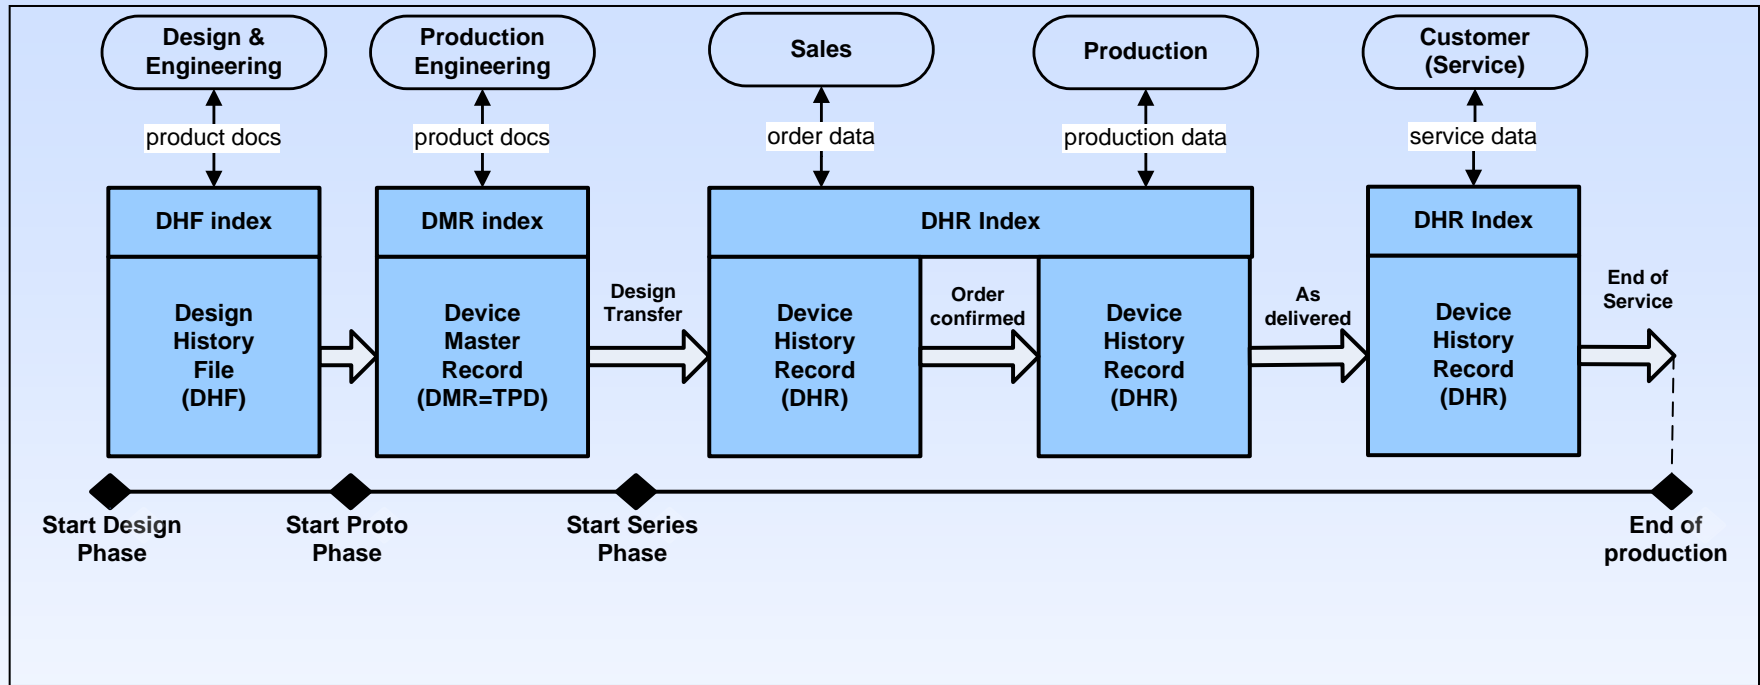 Design &
Engineering
Production
Engineering
Sales
Production
Customer
(Service)
product docs
product docs
order data
production data
service data
DHF index
DMR index
DHR Index
DHR Index
Design
History
File
(DHF)
Device
Master
Record
(DMR=TPD)
Design
Transfer
Device
History
Record
(DHR)
Order
confirmed
Device
History
Record
(DHR)
As
delivered
Device
History
Record
(DHR)
End of
Service
Start Design
Phase
Start Proto
Phase
Start Series
Phase
End of
production